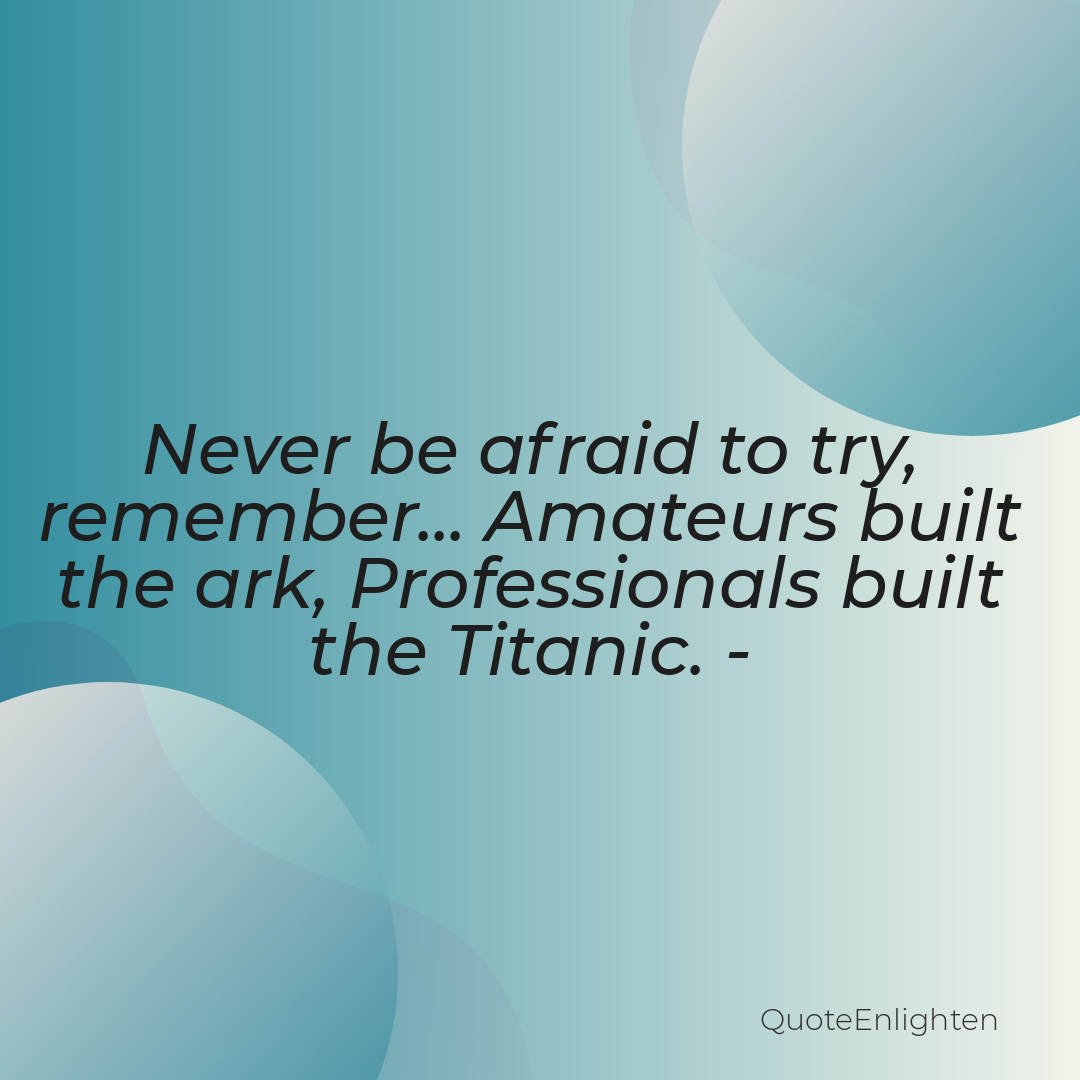 Never be afraid to try,
remember... Amateurs built
the ark, Professionals built
the Titanic. -
QuoteEnlighten